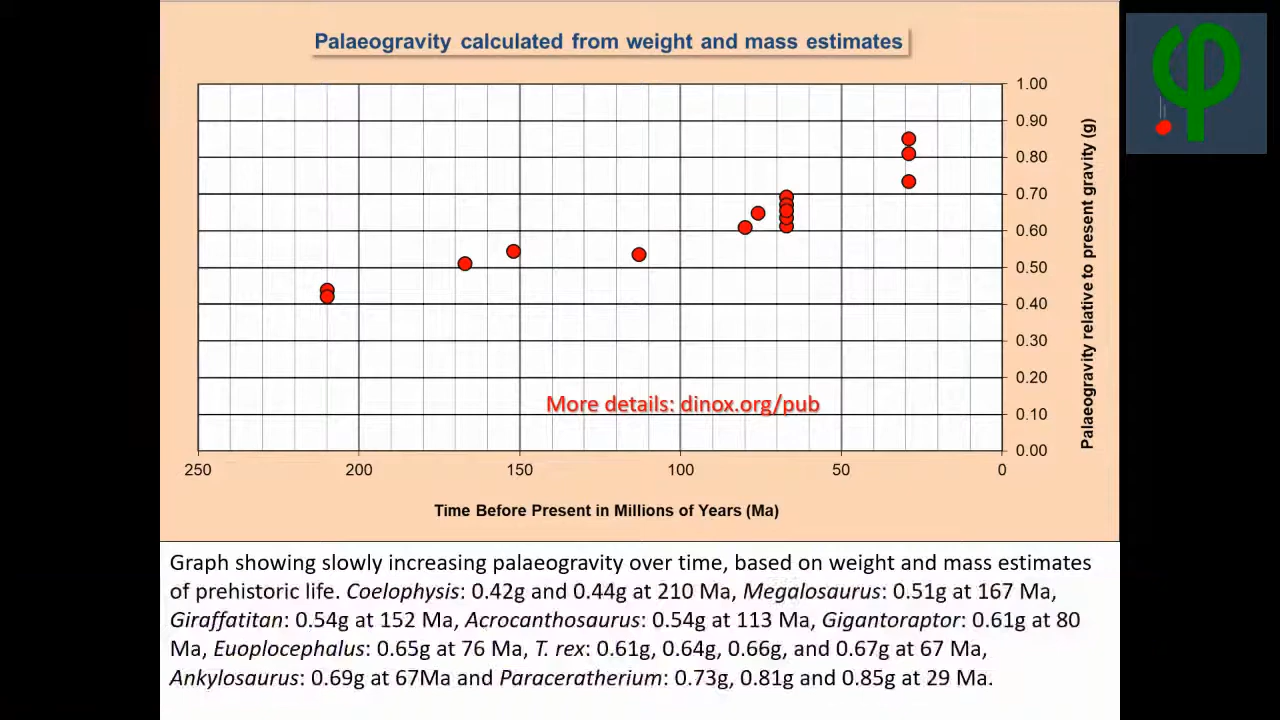 Palaeogravity calculated from weight and mass estimates
1.00
0.90
0.80
0.70
0.60
0.50
0.40
0.30
0.20
0.10
0.00
Palaeogravity relative to present gravity (g)
More details: dinox.org/pub
250 200 150 100 50 0
Time Before Present in Millions of Years (Ma)
Graph showing slowly increasing palaeogravity over time, based on weight and mass estimates
of prehistoric life. Coelophysis: 0.42g and 0.44g at 210 Ma, Megalosaurus: 0.51g at 167 Ma,
Giraffatitan: 0.54g at 152 Ma, Acrocanthosaurus: 0.54g at 113 Ma, Gigantoraptor: 0.61g at 80
Ma, Euoplocephalus: 0.65g at 76 Ma, T. rex: 0.61g, 0.64g, 0.66g, and 0.67g at 67 Ma,
Ankylosaurus: 0.69g at 67Ma and Paraceratherium: 0.73g, 0.81g and 0.85g at 29 Ma.